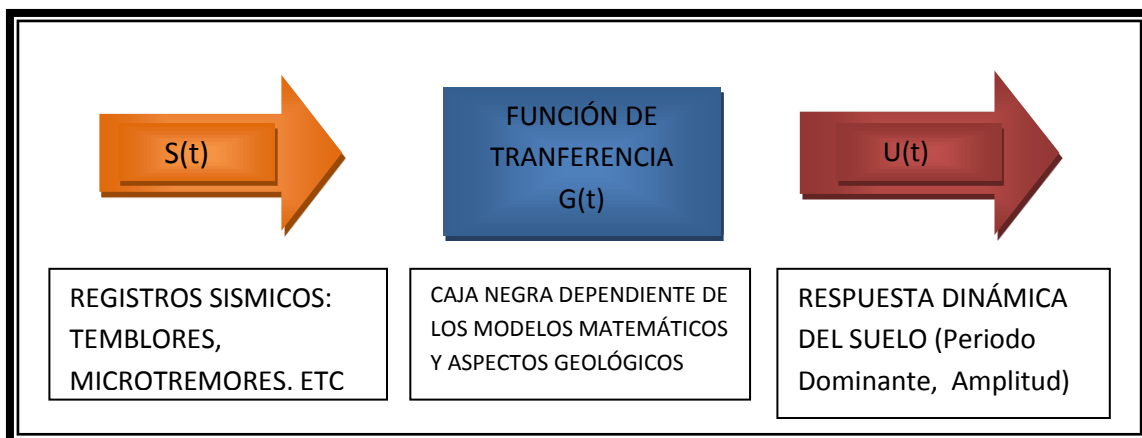 S(t)
FUNCIÓN DE
TRANFERENCIA
G(t)
U(t)
REGISTROS SISMICOS:
TEMBLORES,
MICROTREMORES. ETC
CAJA NEGRA DEPENDIENTE DE
LOS MODELOS MATEMÁTICOS
Y ASPECTOS GEOLÓGICOS
RESPUESTA DINÁMICA
DEL SUELO (Periodo
Dominante, Amplitud)